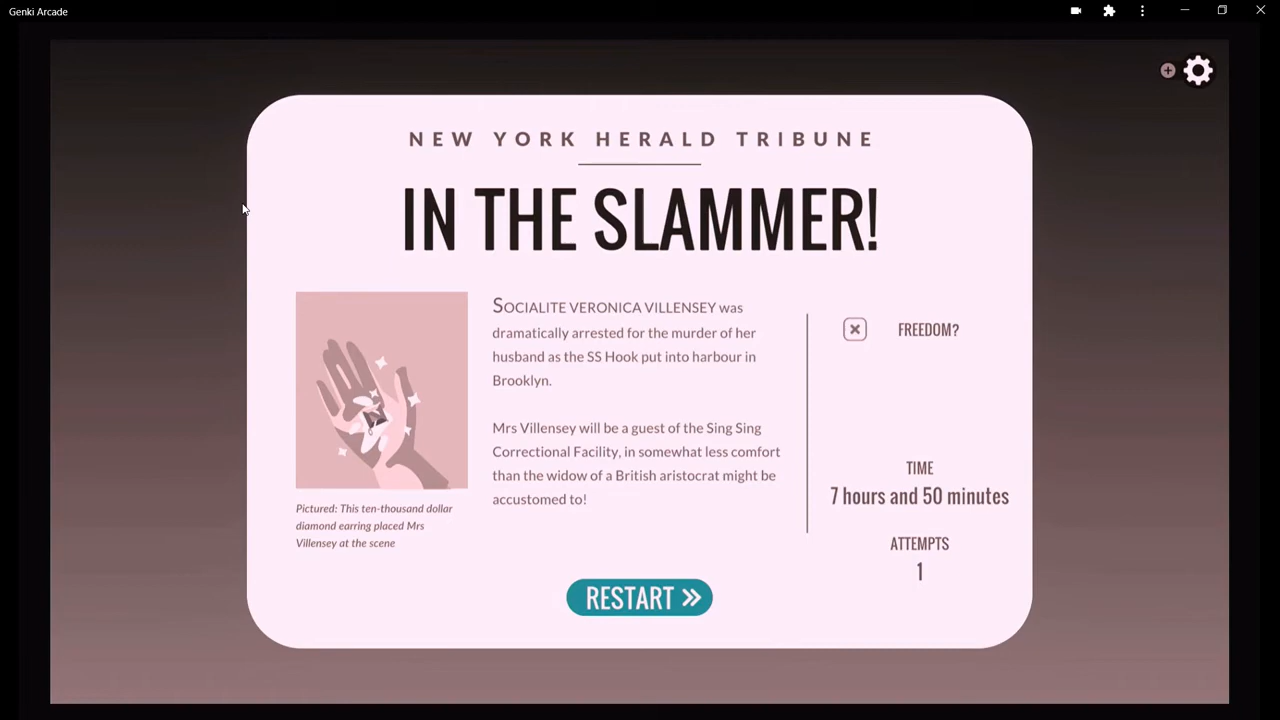 Genki Arcade
NEW YORK HERALD TRIBUNE
IN THE SLAMMER!
SOCIALITE VERONICA VILLENSEY was
dramatically arrested for the murder of her
husband as the SS Hook put into harbour in
Brooklyn.
Mrs Villensey will be a guest of the Sing Sing
Correctional Facility, in somewhat less comfort
than the widow of a British aristocrat might be
accustomed to!
Pictured: This ten-thousand dollar
diamond earring placed Mrs
Villensey at the scene
FREEDOM?
TIME
7 hours and 50 minutes
ATTEMPTS
1
RESTART